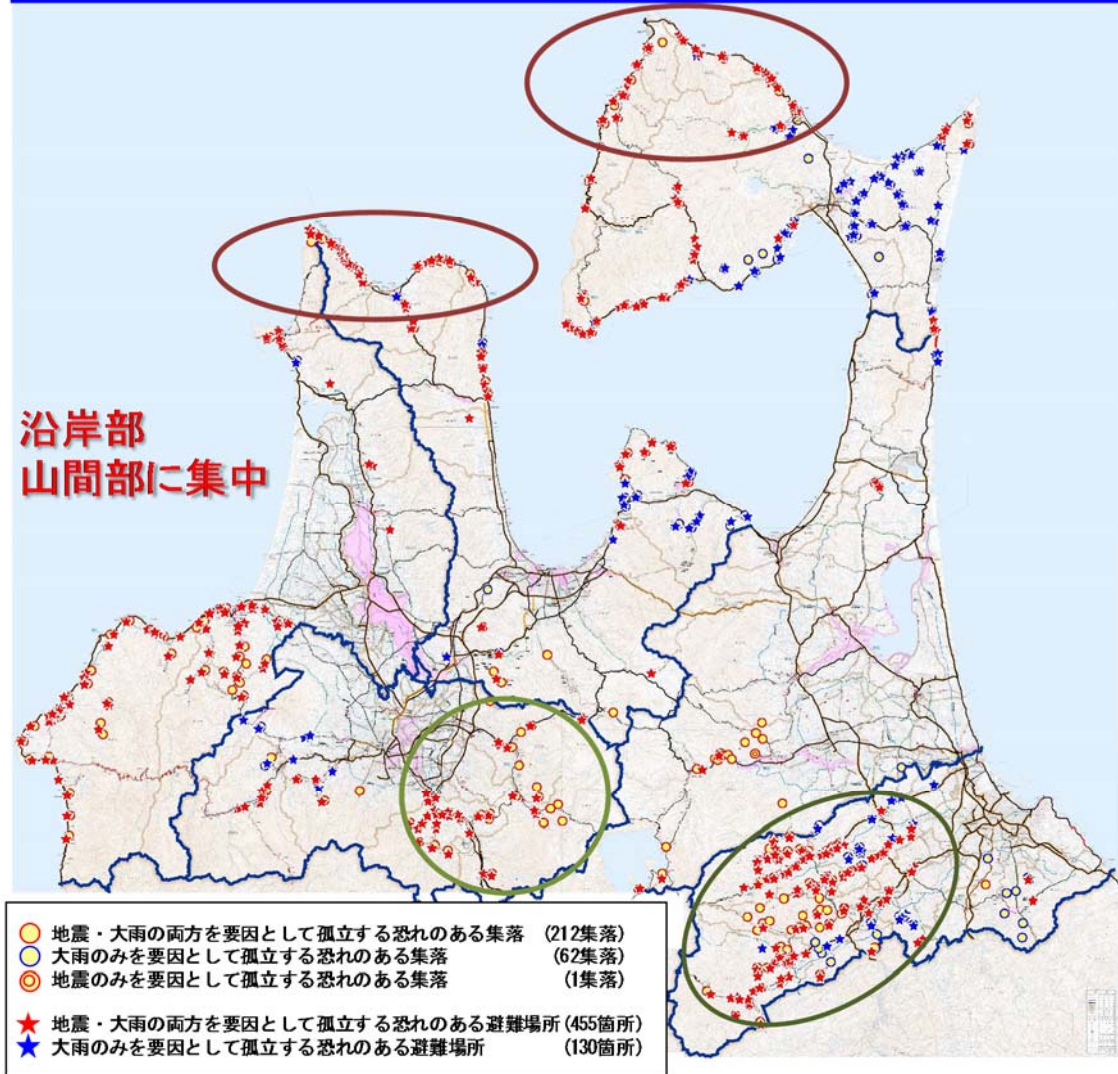 沿岸部
山間部に集中
地震・大雨の両方を要因として孤立する恐れのある集落 (212集落)
大雨のみを要因として孤立する恐れのある集落 (62集落)
地震のみを要因として孤立する恐れのある集落 (1集落)
地震・大雨の両方を要因として孤立する恐れのある避難場所(455箇所)
大雨のみを要因として孤立する恐れのある避難場所 (130箇所)